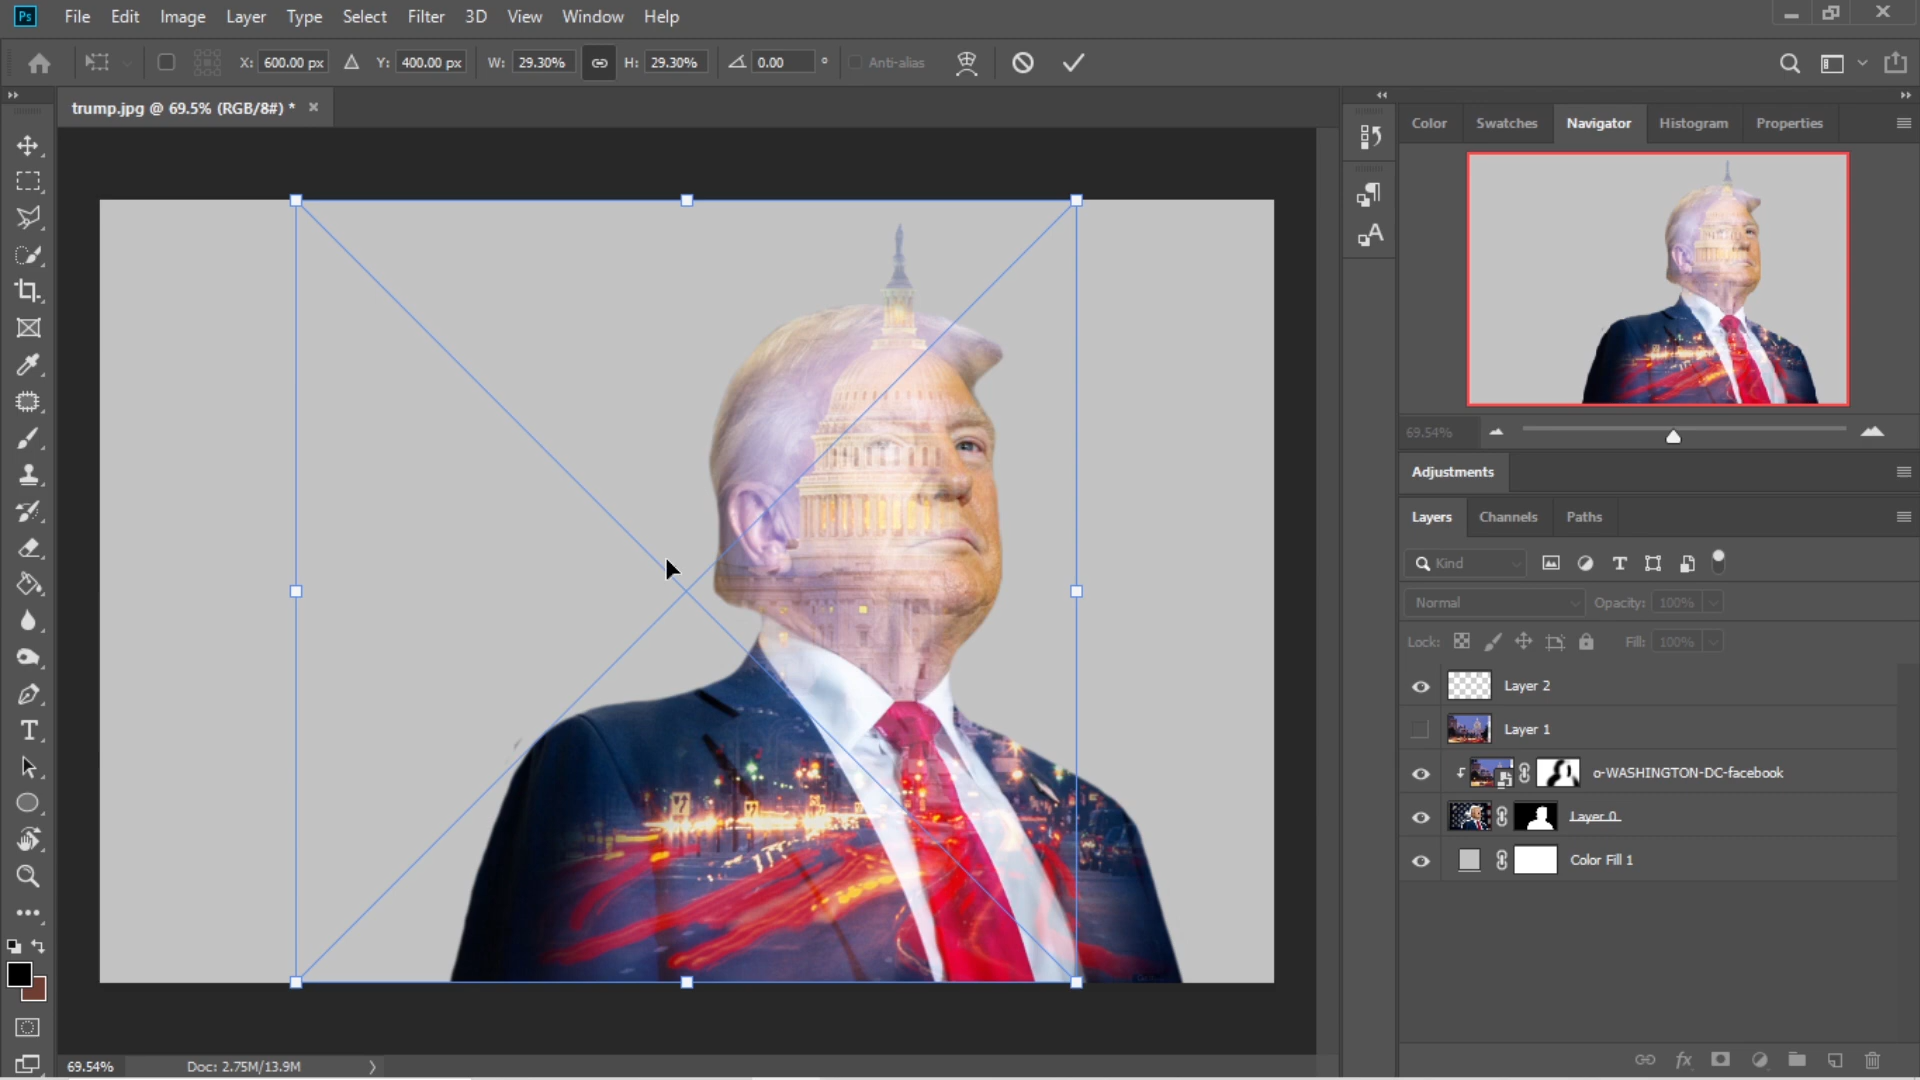 Ps File Edit Image Layer Type Select Filter 3D View Window Help
X: 600.00 px Y: 400.00 px W: 29.30% H: 29.30% 0.00 ° Anti-alias
trump.jpg @ 69.5% (RGB/8#) * ×
Color Swatches Navigator Histogram Properties
69.54%
Adjustments
Layers Channels Paths
Kind
Normal Opacity: 100%
Lock: Fill: 100%
Layer 2
Layer 1
o-WASHINGTON-DC-facebook
Layer 0
Color Fill 1
69.54% Doc: 2.75M/13.9M